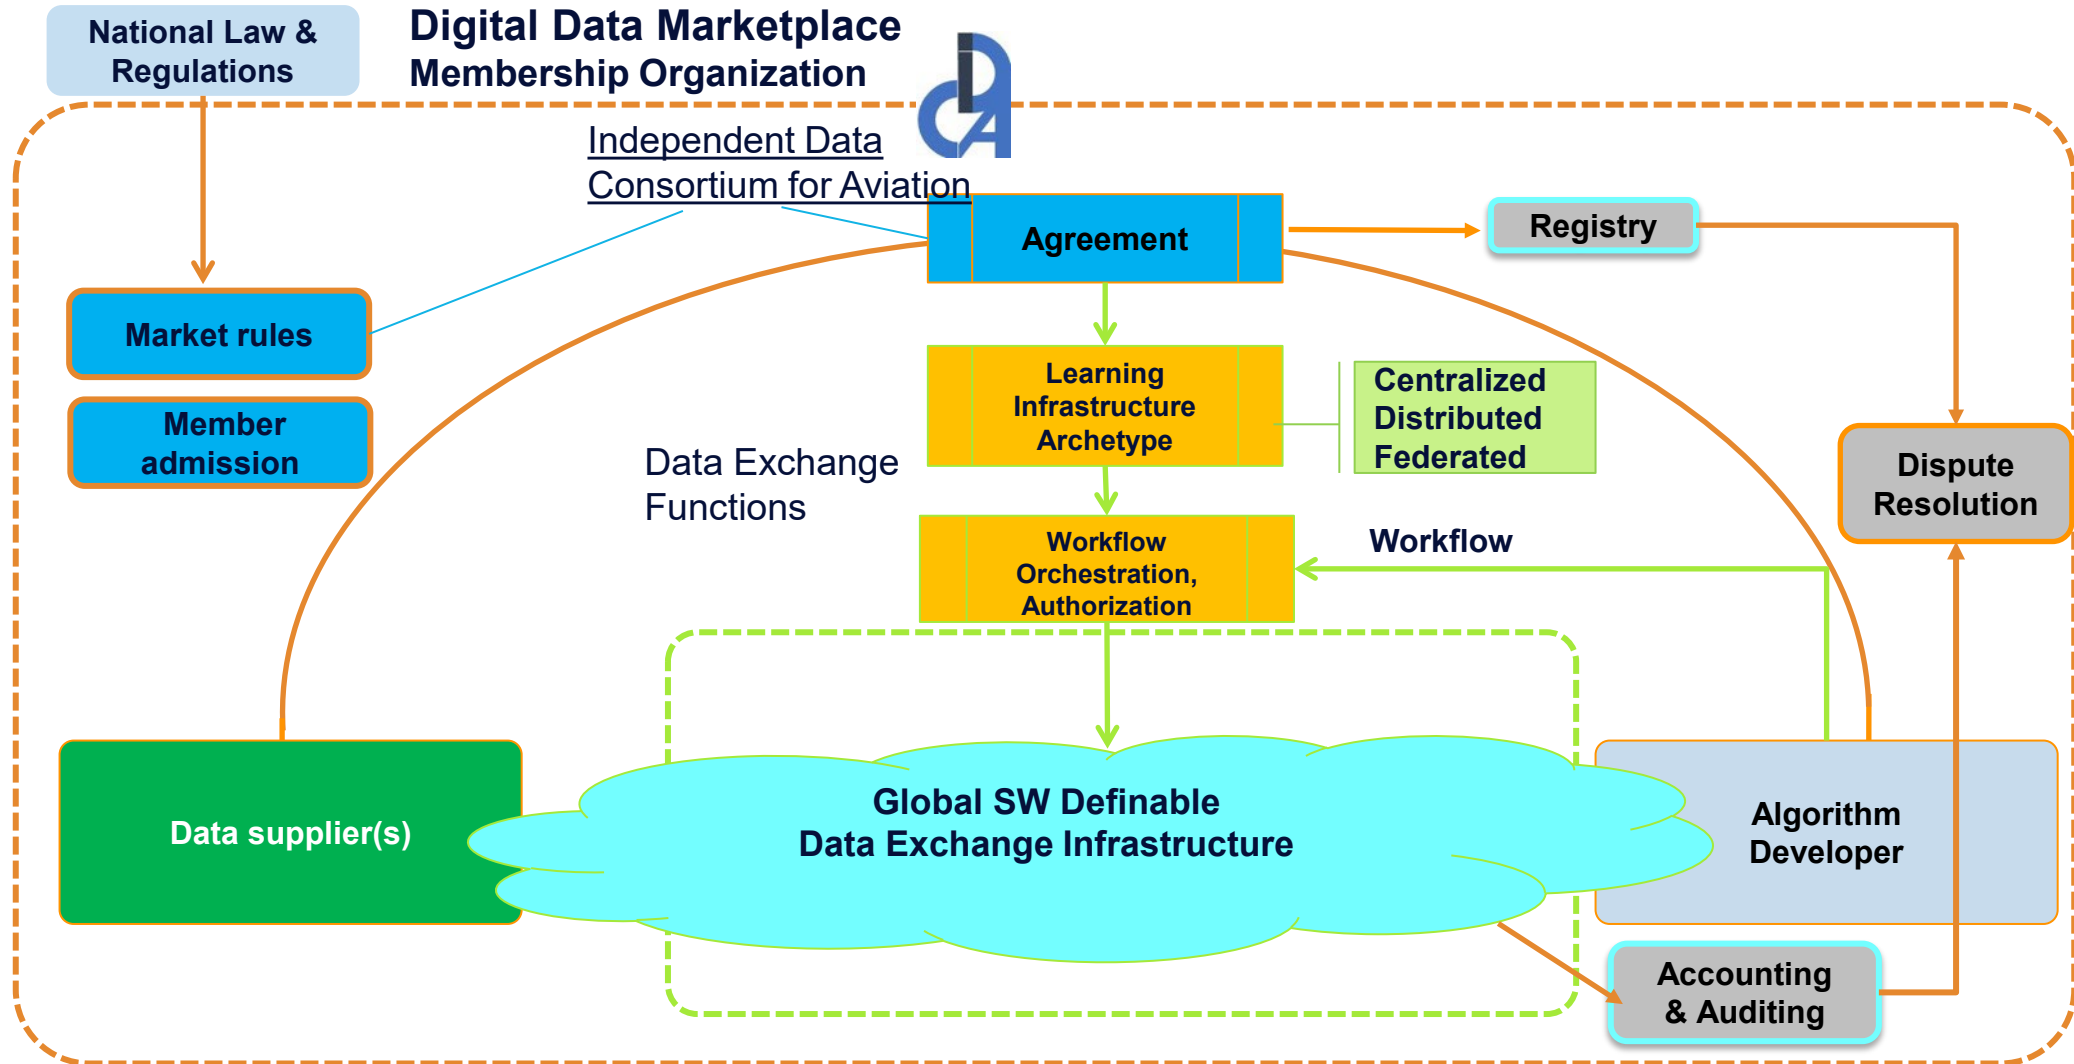 National Law &
Regulations
Digital Data Marketplace
Membership Organization
IDCA
Independent Data
Consortium for Aviation
Agreement
Registry
Market rules
Member
admission
Learning
Infrastructure
Archetype
Centralized
Distributed
Federated
Data Exchange
Functions
Dispute
Resolution
Workflow
Orchestration,
Authorization
Workflow
Data supplier(s)
Global SW Definable
Data Exchange Infrastructure
Algorithm
Developer
Accounting
& Auditing